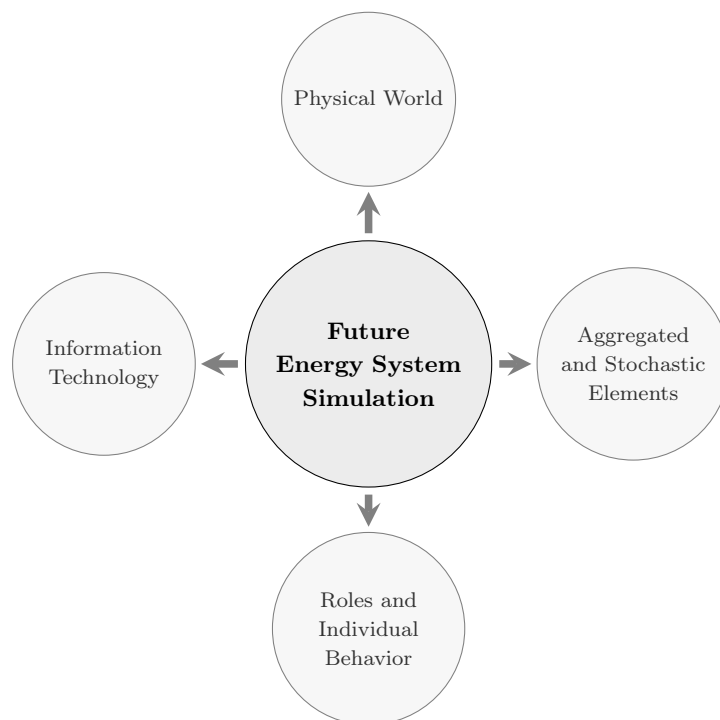 Physical World
Information
Technology
Future
Energy System
Simulation
Aggregated
and Stochastic
Elements
Roles and
Individual
Behavior